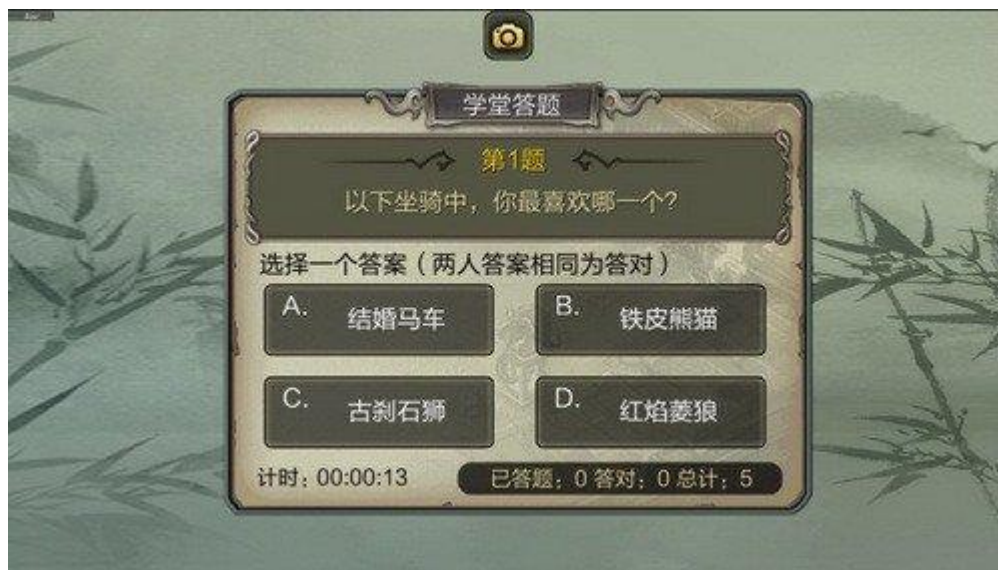 学堂答题
第1题
以下坐骑中，你最喜欢哪一个?
选择一个答案（两人答案相同为答对）
A. 结婚马车
B. 铁皮熊猫
C. 古刹石狮
D. 红焰菱狼
计时：00:00:13
已答题：0 答对：0 总计：5